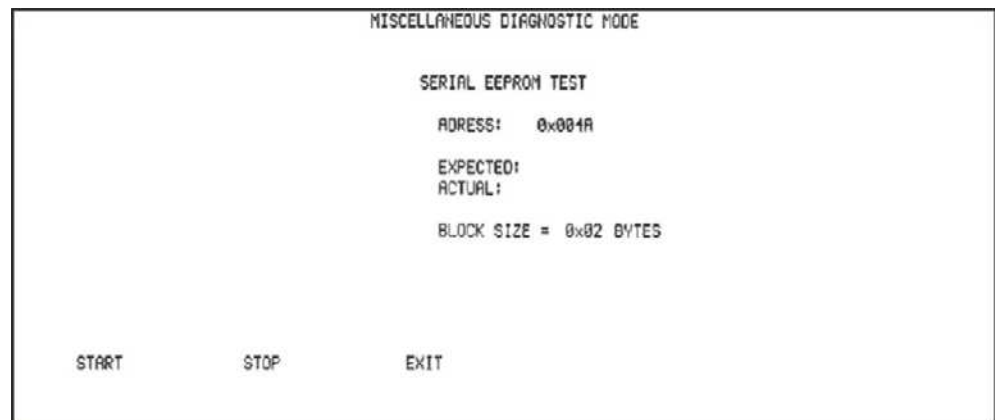 MISCELLANEOUS DIAGNOSTIC MODE
SERIAL EEPROM TEST
ADRESS: 0x004A
EXPECTED:
ACTUAL:
BLOCK SIZE = 0x02 BYTES
START STOP EXIT